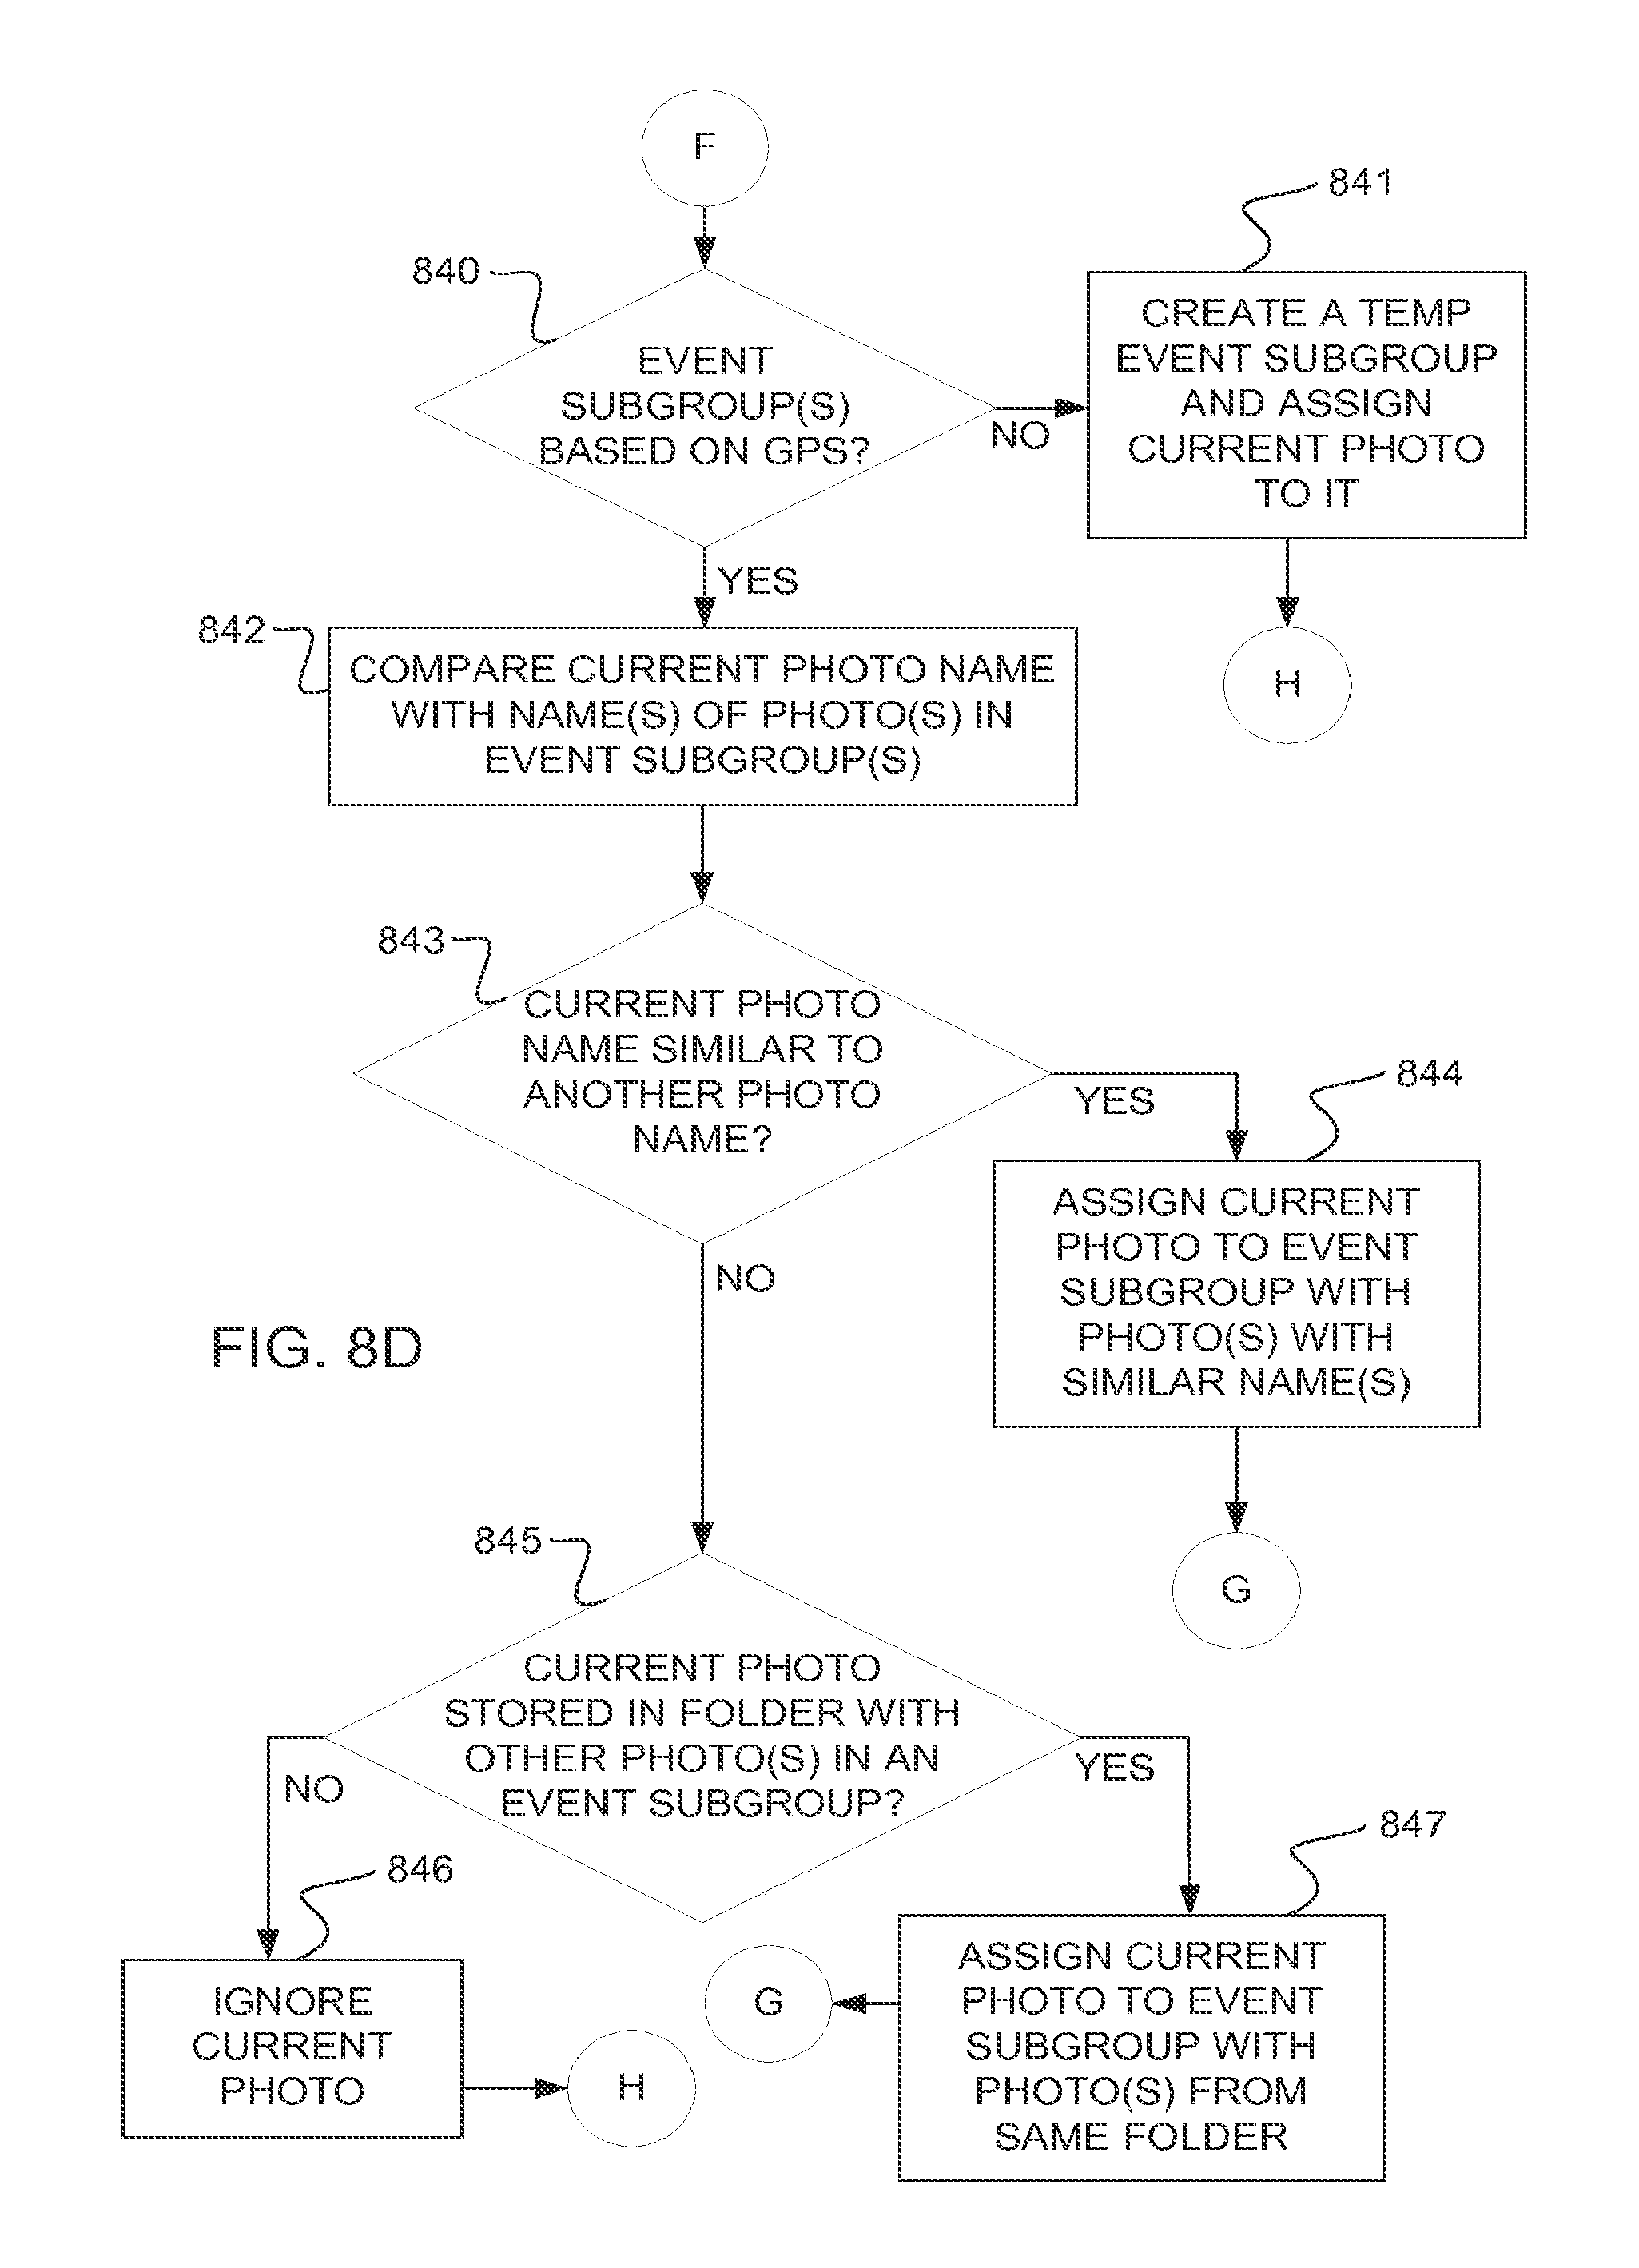 F
841
840
CREATE A TEMP
EVENT SUBGROUP
AND ASSIGN
CURRENT PHOTO
TO IT
EVENT
SUBGROUP(S)
BASED ON GPS?
NO
YES
842
COMPARE CURRENT PHOTO NAME
WITH NAME(S) OF PHOTO(S) IN
EVENT SUBGROUP(S)
H
843
CURRENT PHOTO
NAME SIMILAR TO
ANOTHER PHOTO
NAME?
YES
844
ASSIGN CURRENT
PHOTO TO EVENT
SUBGROUP WITH
PHOTO(S) WITH
SIMILAR NAME(S)
NO
FIG. 8D
G
845
CURRENT PHOTO
STORED IN FOLDER WITH
OTHER PHOTO(S) IN AN
EVENT SUBGROUP?
NO
YES
847
846
IGNORE
CURRENT
PHOTO
H
G
ASSIGN CURRENT
PHOTO TO EVENT
SUBGROUP WITH
PHOTO(S) FROM
SAME FOLDER